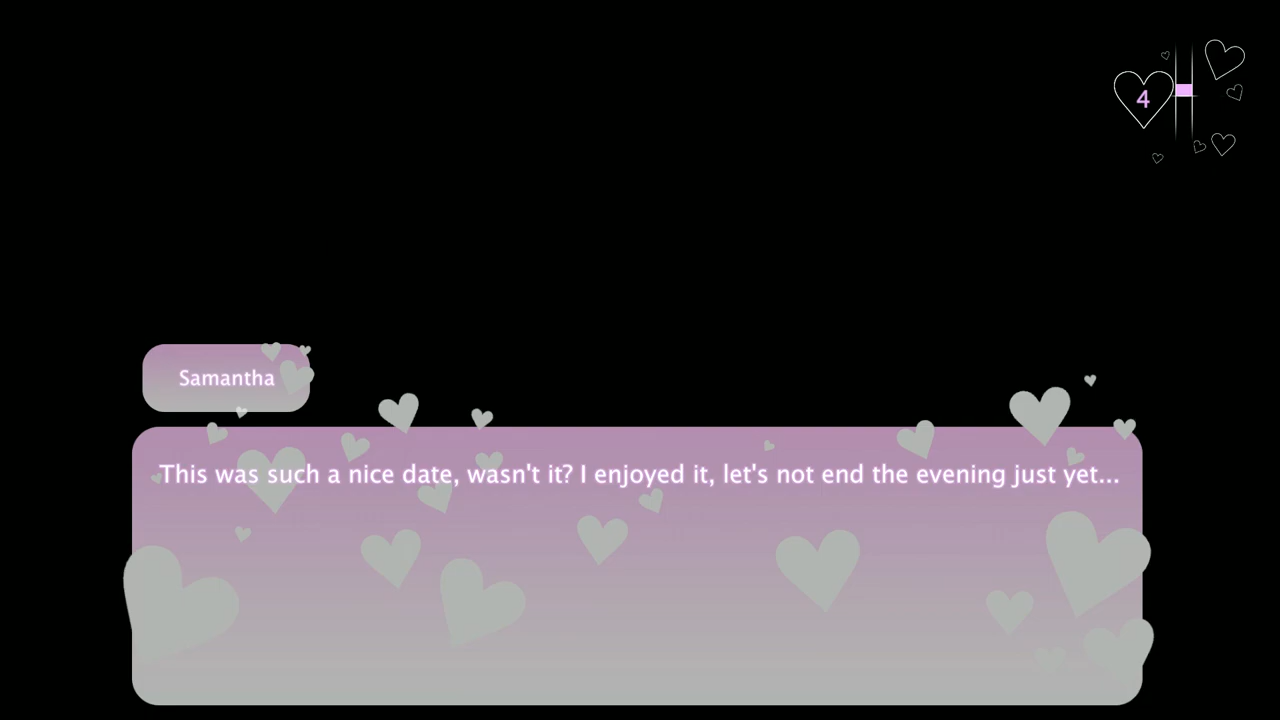 4
Samantha
This was such a nice date, wasn't it? I enjoyed it, let's not end the evening just yet...